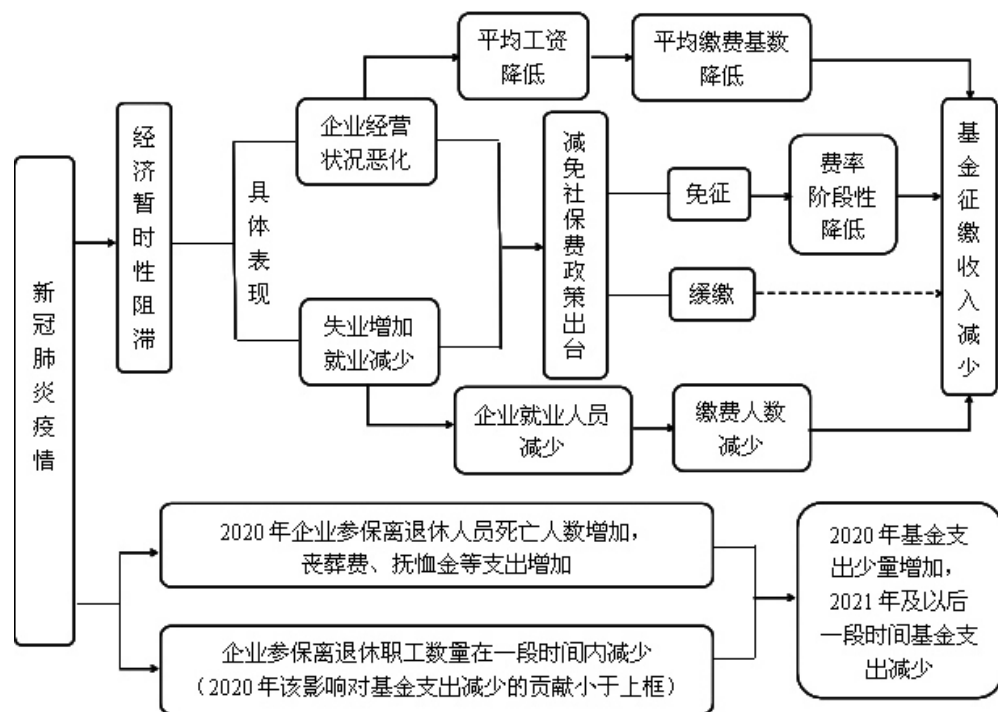 新冠肺炎疫情
经济暂时性阻滞
具体表现
企业经营
状况恶化
失业增加
就业减少
平均工资
降低
平均缴费基数
降低
减免社保费政策出台
免征
费率
阶段性
降低
缓缴
企业就业人员
减少
缴费人数
减少
基金征缴收入减少
2020年企业参保离退休人员死亡人数增加，
丧葬费、抚恤金等支出增加
企业参保离退休职工数量在一段时间内减少
（2020年该影响对基金支出减少的贡献小于上框）
2020年基金支
出少量增加，
2021年及以后
一段时间基金支
出减少